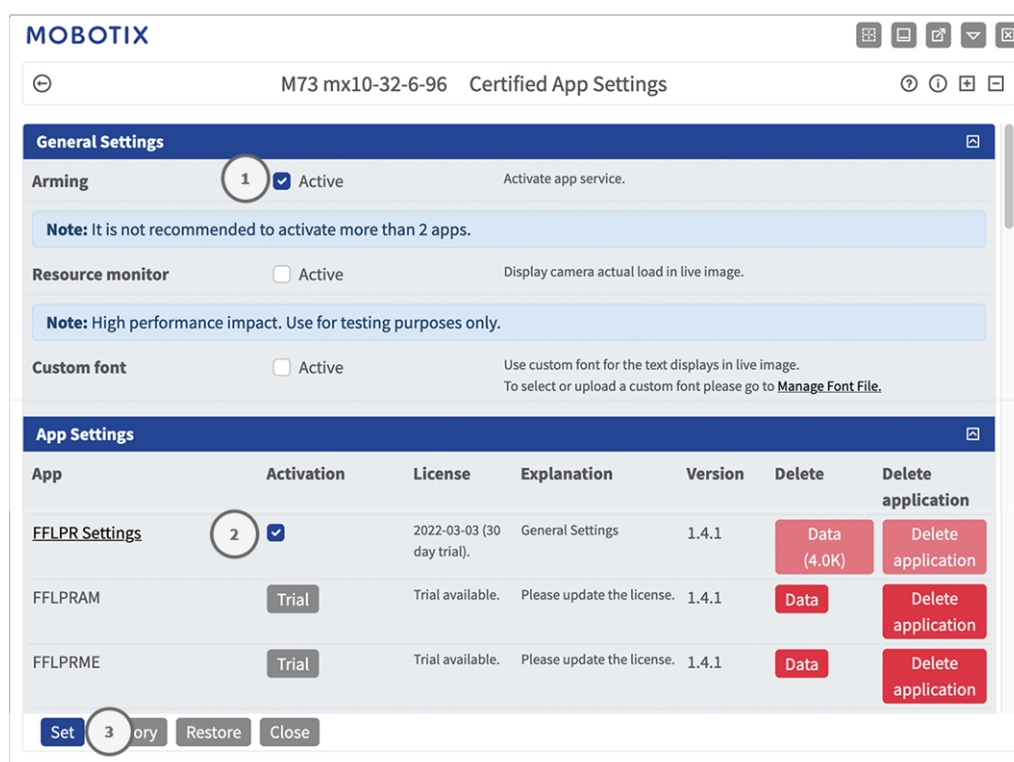 MOBOTIX
M73 mx10-32-6-96 Certified App Settings
General Settings
Arming 1 Active Activate app service.
Note: It is not recommended to activate more than 2 apps.
Resource monitor Active Display camera actual load in live image.
Note: High performance impact. Use for testing purposes only.
Custom font Active Use custom font for the text displays in live image.
To select or upload a custom font please go to Manage Font File.
App Settings
App Activation License Explanation Version Delete Delete
application
FFLPR Settings 2 2022-03-03 (30 General Settings 1.4.1 Data Delete
day trial). (4.0K) application
FFLPRAM Trial Trial available. Please update the license. 1.4.1 Data Delete
application
FFLPRME Trial Trial available. Please update the license. 1.4.1 Data Delete
application
Set 3 ory Restore Close